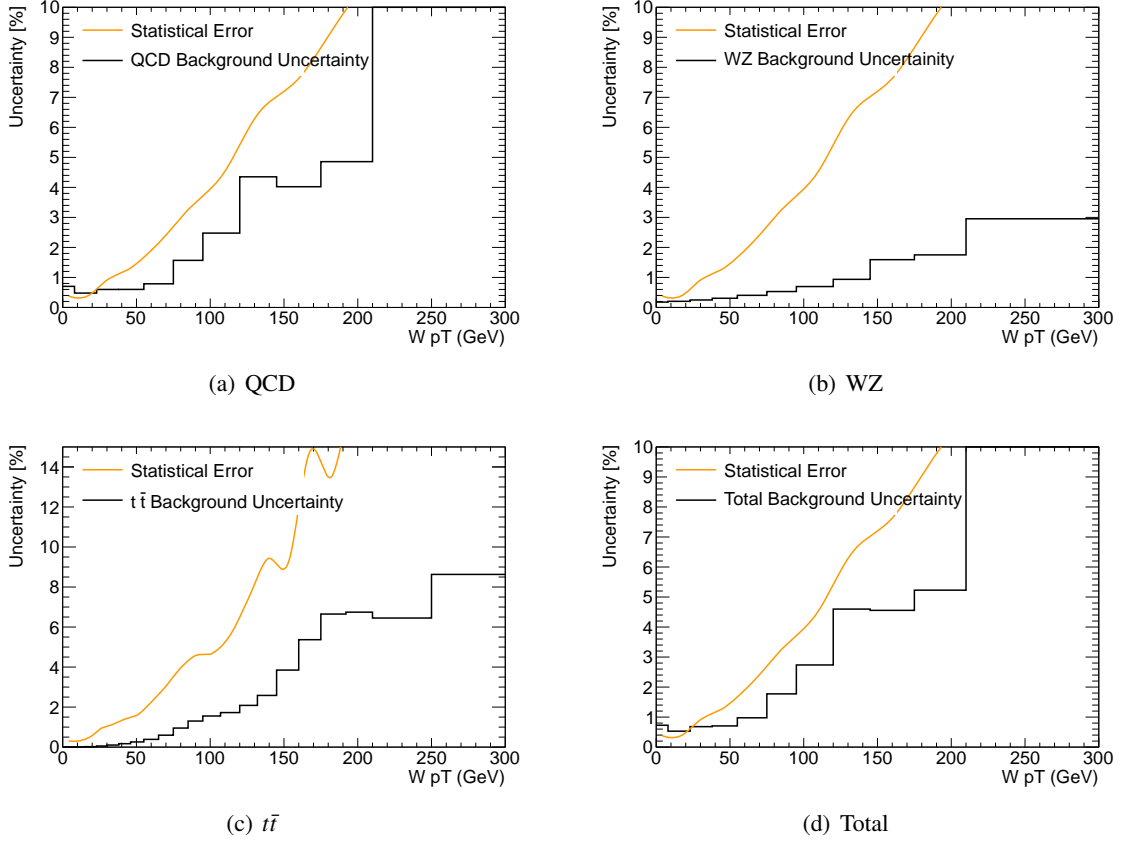 Uncertainty [%]
10
9
8
7
6
5
4
3
2
1
0
Statistical Error
QCD Background Uncertainty
0 50 100 150 200 250 300
W pT (GeV)
(a) QCD
Uncertainty [%]
10
9
8
7
6
5
4
3
2
1
0
Statistical Error
WZ Background Uncertainity
0 50 100 150 200 250 300
W pT (GeV)
(b) WZ
Uncertainty [%]
14
12
10
8
6
4
2
0
Statistical Error
t t̄ Background Uncertainty
0 50 100 150 200 250 300
W pT (GeV)
(c) tt̄
Uncertainty [%]
10
9
8
7
6
5
4
3
2
1
0
Statistical Error
Total Background Uncertainty
0 50 100 150 200 250 300
W pT (GeV)
(d) Total